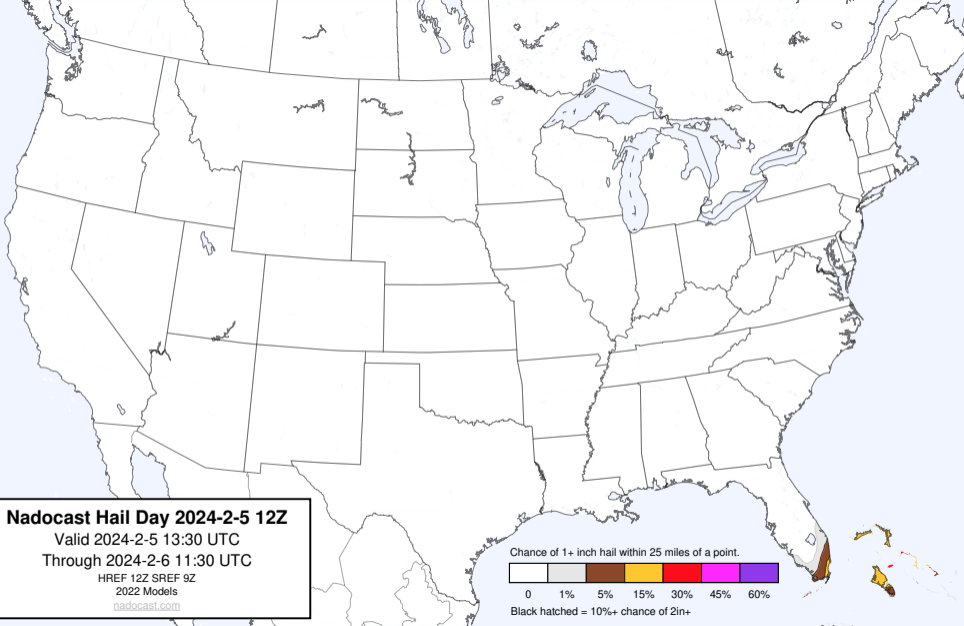 Nadocast Hail Day 2024-2-5 12Z
Valid 2024-2-5 13:30 UTC
Through 2024-2-6 11:30 UTC
HREF 12Z SREF 9Z
2022 Models
nadocast.com
Chance of 1+ inch hail within 25 miles of a point.
0 1% 5% 15% 30% 45% 60%
Black hatched = 10%+ chance of 2in+